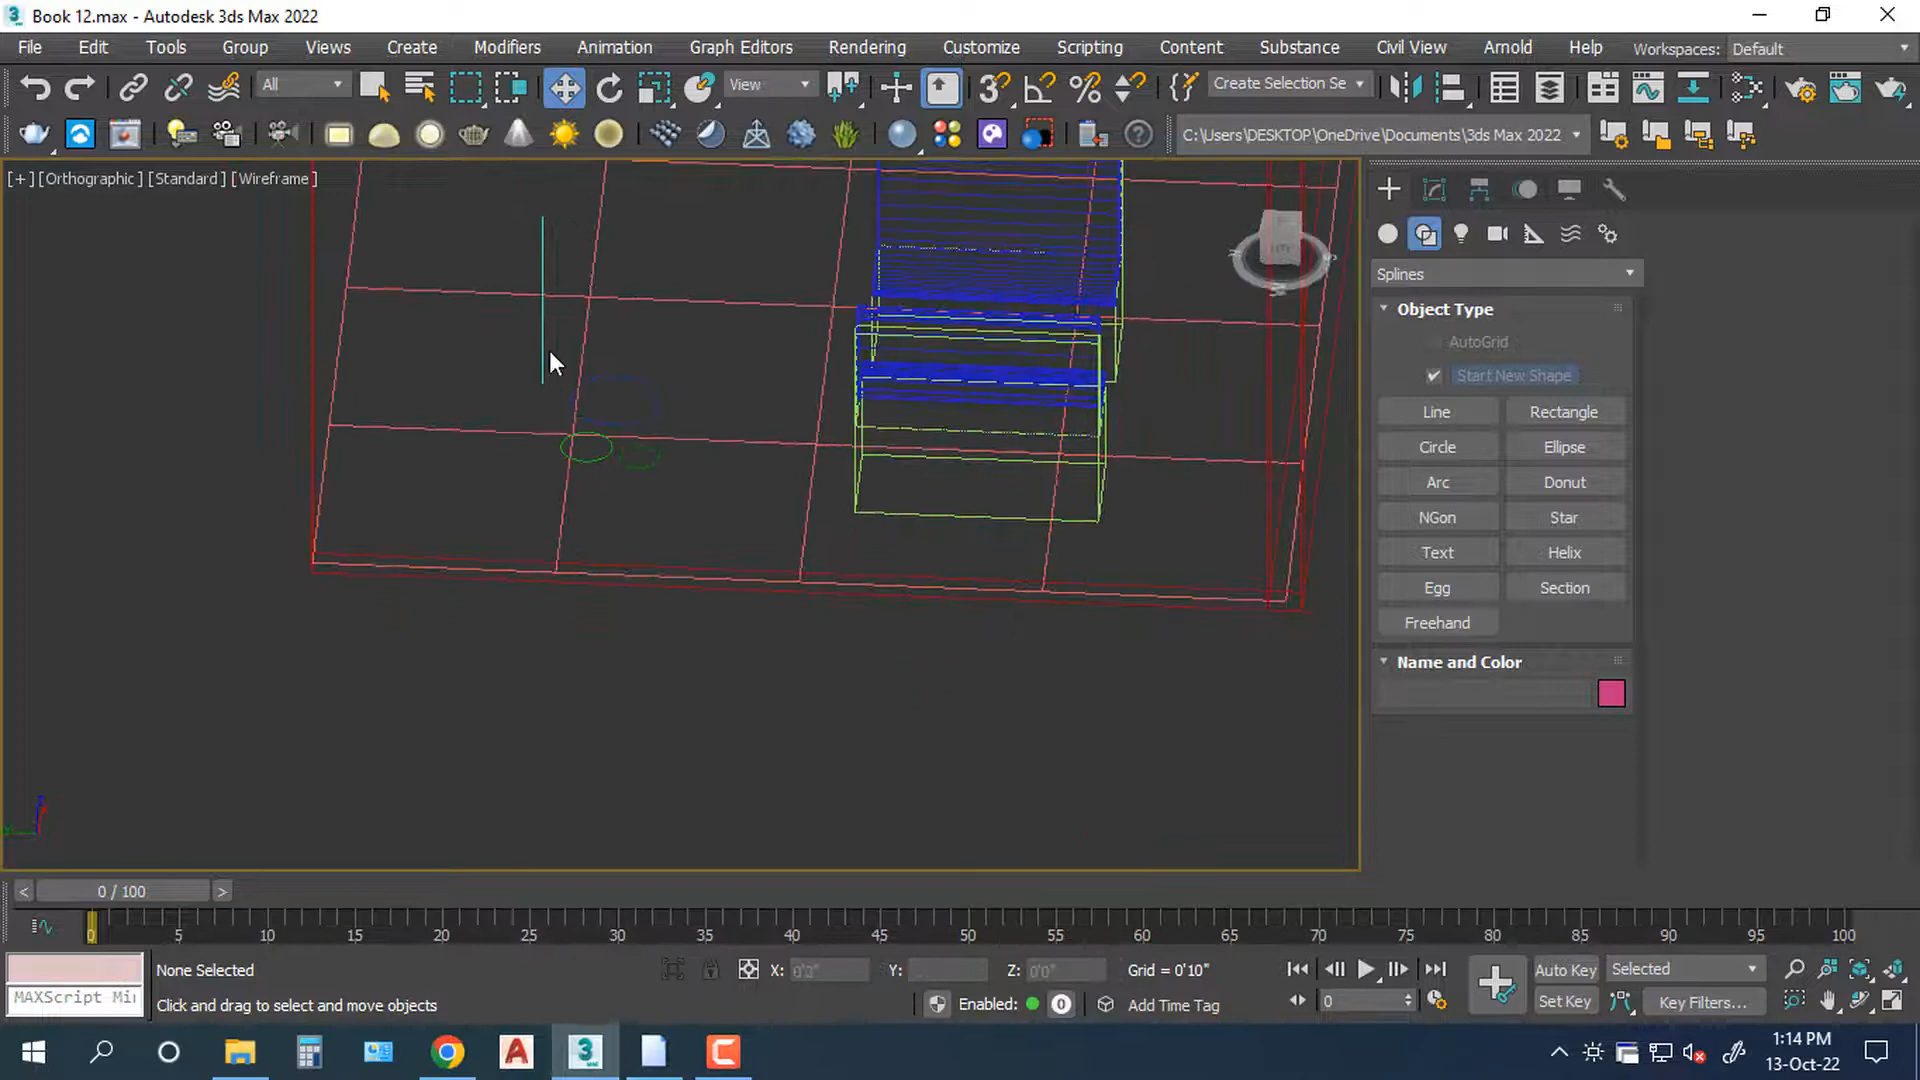 Book 12.max - Autodesk 3ds Max 2022
File Edit Tools Group Views Create Modifiers Animation Graph Editors Rendering Customize Scripting Content Substance Civil View Arnold Help Workspaces: Default
All View Create Selection Se
C:\Users\DESKTOP\OneDrive\Documents\3ds Max 2022
[+] [Orthographic] [Standard] [Wireframe]
Splines
Object Type
AutoGrid
Start New Shape
Line Rectangle
Circle Ellipse
Arc Donut
NGon Star
Text Helix
Egg Section
Freehand
Name and Color
< 0 / 100 >
0 5 10 15 20 25 30 35 40 45 50 55 60 65 70 75 80 85 90 95 100
None Selected X: 0'0" Y: Z: 0'0" Grid = 0'10" Auto Key Selected
MAXScript Mi Click and drag to select and move objects Enabled: 0 Add Time Tag 0 Set Key Key Filters...
1:14 PM
13-Oct-22